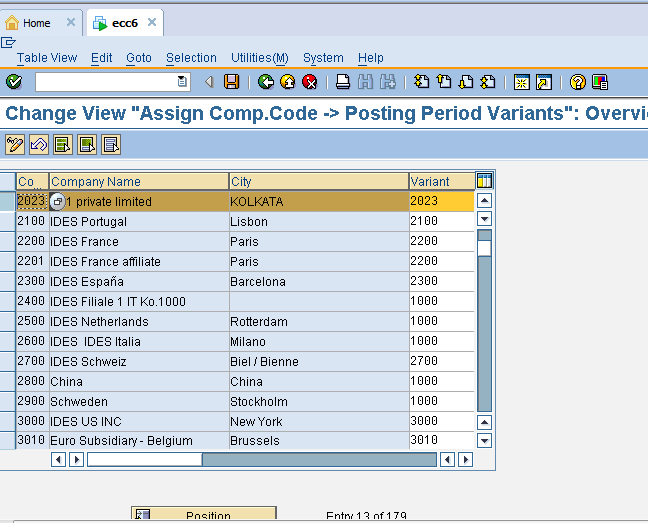 Home ecc6
Table View Edit Goto Selection Utilities(M) System Help
Change View "Assign Comp.Code -> Posting Period Variants": Overvi
Co... Company Name City Variant
2023 1 private limited KOLKATA 2023
2100 IDES Portugal Lisbon 2100
2200 IDES France Paris 2200
2201 IDES France affiliate Paris 2200
2300 IDES España Barcelona 2300
2400 IDES Filiale 1 IT Ko.1000 1000
2500 IDES Netherlands Rotterdam 1000
2600 IDES IDES Italia Milano 1000
2700 IDES Schweiz Biel / Bienne 2700
2800 China China 1000
2900 Schweden Stockholm 1000
3000 IDES US INC New York 3000
3010 Euro Subsidiary - Belgium Brussels 3010
Position Entry 13 of 179